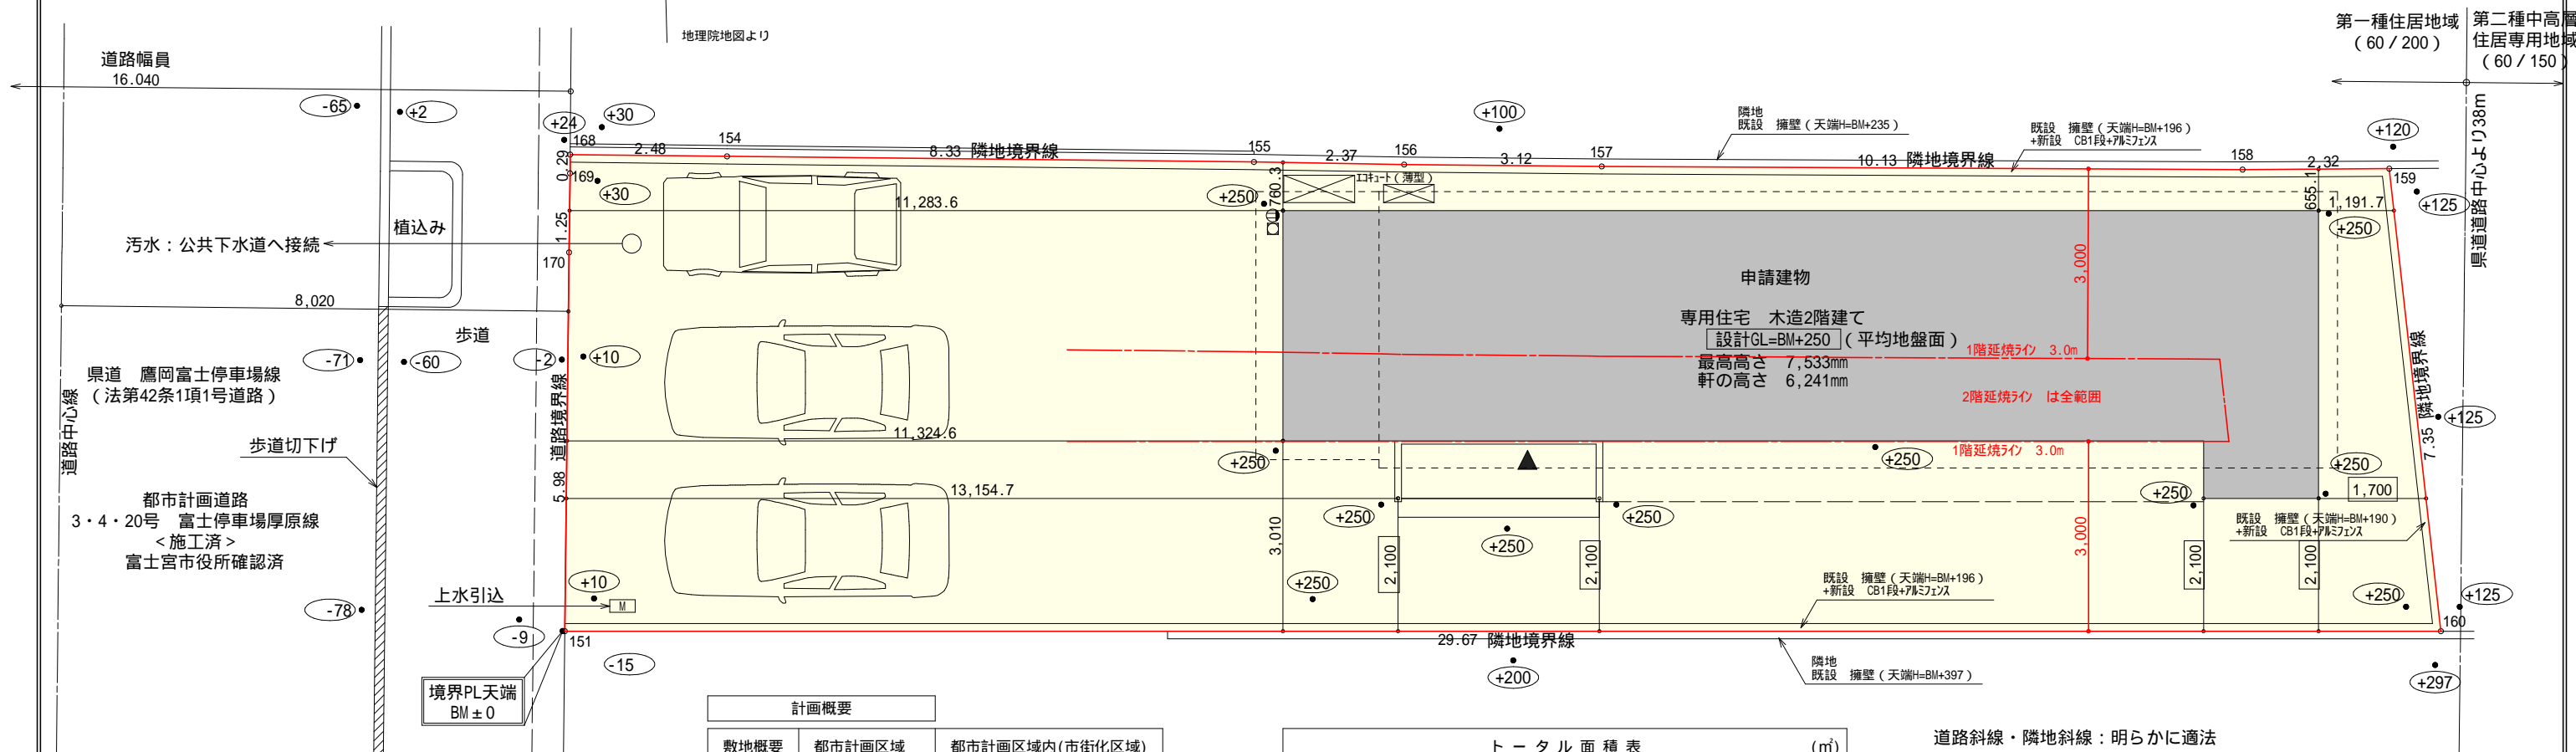 地理院地図より
第一種住居地域
(60/200)
第二種中高層
住居専用地域
(60/150)
道路幅員
16.040
-65
+2
+24
+30
168
0.29
169
+30
2.48
154
8.33 隣地境界線
155
2.37
156
+100
3.12
157
隣地
既設 擁壁(天端H=BM+235)
10.13 隣地境界線
既設 擁壁(天端H=BM+196)
+新設 CB1段+アルミフェンス
158
2.32
+120
159
+125
県道道路中心より38m
植込み
汚水:公共下水道へ接続
1.25
170
11,283.6
+250
760.3
エコキュート(薄型)
655.1
1,191.7
+250
3,000
8,020
歩道
-71
-60
-2
+10
県道 鷹岡富士停車場線
(法第42条1項1号道路)
道路中心線
道路境界線
申請建物
専用住宅 木造2階建て
設計GL=BM+250 (平均地盤面)
最高高さ 7,533mm
軒の高さ 6,241mm
1階延焼ライン 3.0m
2階延焼ライン は全範囲
1階延焼ライン 3.0m
7.35 隣地境界線
+125
歩道切下げ
11,324.6
+250
+250
+250
都市計画道路
3・4・20号 富士停車場厚原線
<施工済>
富士宮市役所確認済
5.98
13,154.7
+250
+250
+250
+250
1,700
既設 擁壁(天端H=BM+190)
+新設 CB1段+アルミフェンス
3,010
2,100
2,100
3,000
2,100
2,100
+10
上水引込
M
+250
既設 擁壁(天端H=BM+196)
+新設 CB1段+アルミフェンス
+250
+125
-78
-9
151
-15
160
29.67 隣地境界線
+200
隣地
既設 擁壁(天端H=BM+397)
+297
境界PL天端
BM±0
計画概要
敷地概要 都市計画区域 都市計画区域内(市街化区域)
トータル面積表 (㎡)
道路斜線・隣地斜線:明らかに適法